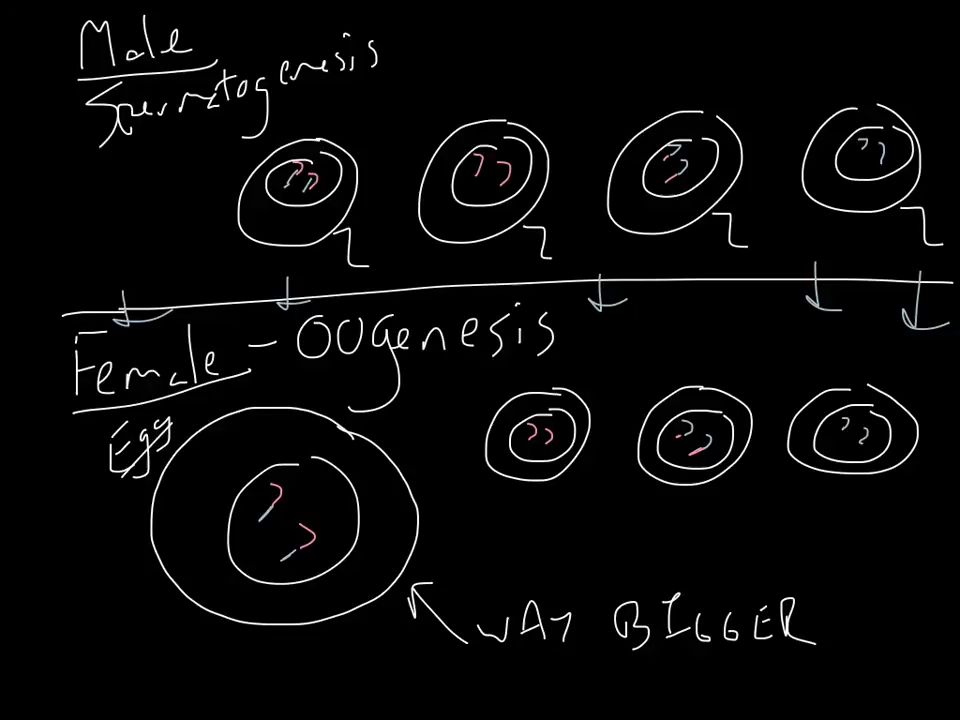 Male
Spermatogenesis
Female - OOGenesis
Egg
WAY BIGGER